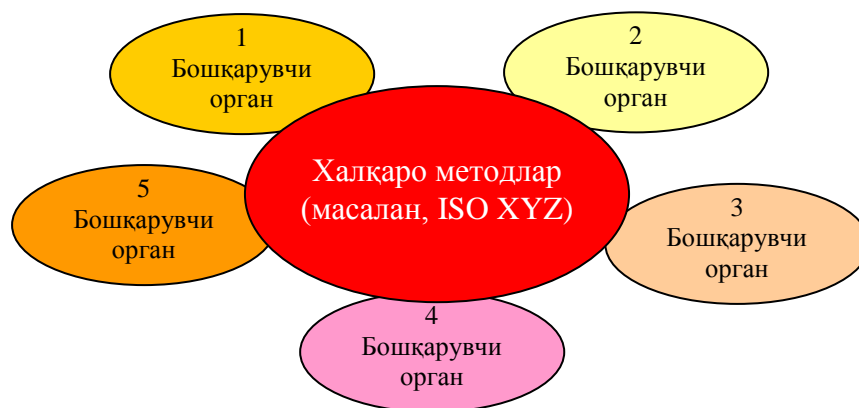 1
Бошқарувчи
орган
2
Бошқарувчи
орган
Халқаро методлар
(масалан, ISO XYZ)
5
Бошқарувчи
орган
3
Бошқарувчи
орган
4
Бошқарувчи
орган